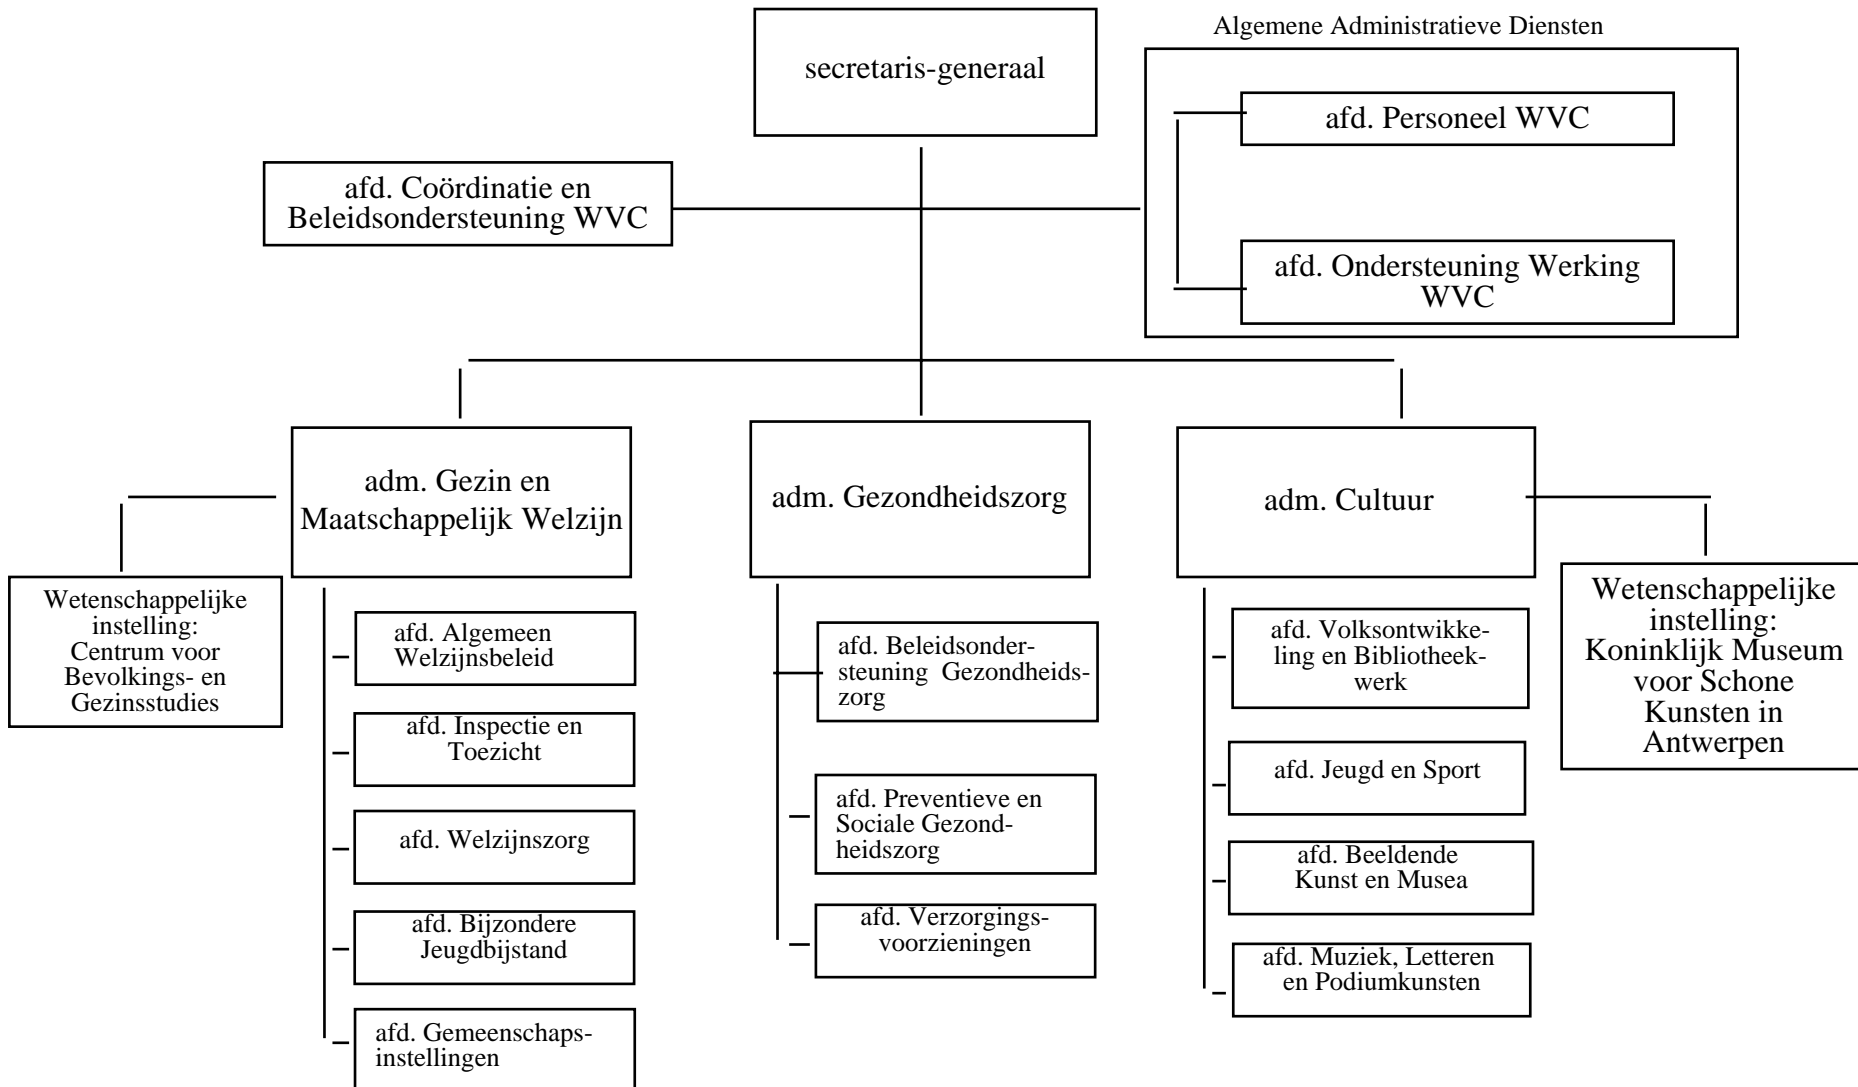 Algemene Administratieve Diensten
secretaris-generaal
afd. Personeel WVC
afd. Coördinatie en
Beleidsondersteuning WVC
afd. Ondersteuning Werking
WVC
adm. Gezin en
Maatschappelijk Welzijn
adm. Gezondheidszorg
adm. Cultuur
Wetenschappelijke
instelling:
Centrum voor
Bevolkings- en
Gezinsstudies
afd. Algemeen
Welzijnsbeleid
afd. Inspectie en
Toezicht
afd. Welzijnszorg
afd. Bijzondere
Jeugdbijstand
afd. Gemeenschaps-
instellingen
afd. Beleidsonder-
steuning Gezondheids-
zorg
afd. Preventieve en
Sociale Gezond-
heidszorg
afd. Verzorgings-
voorzieningen
afd. Volksontwikke-
ling en Bibliotheek-
werk
afd. Jeugd en Sport
afd. Beeldende
Kunst en Musea
afd. Muziek, Letteren
en Podiumkunsten
Wetenschappelijke
instelling:
Koninklijk Museum
voor Schone
Kunsten in
Antwerpen